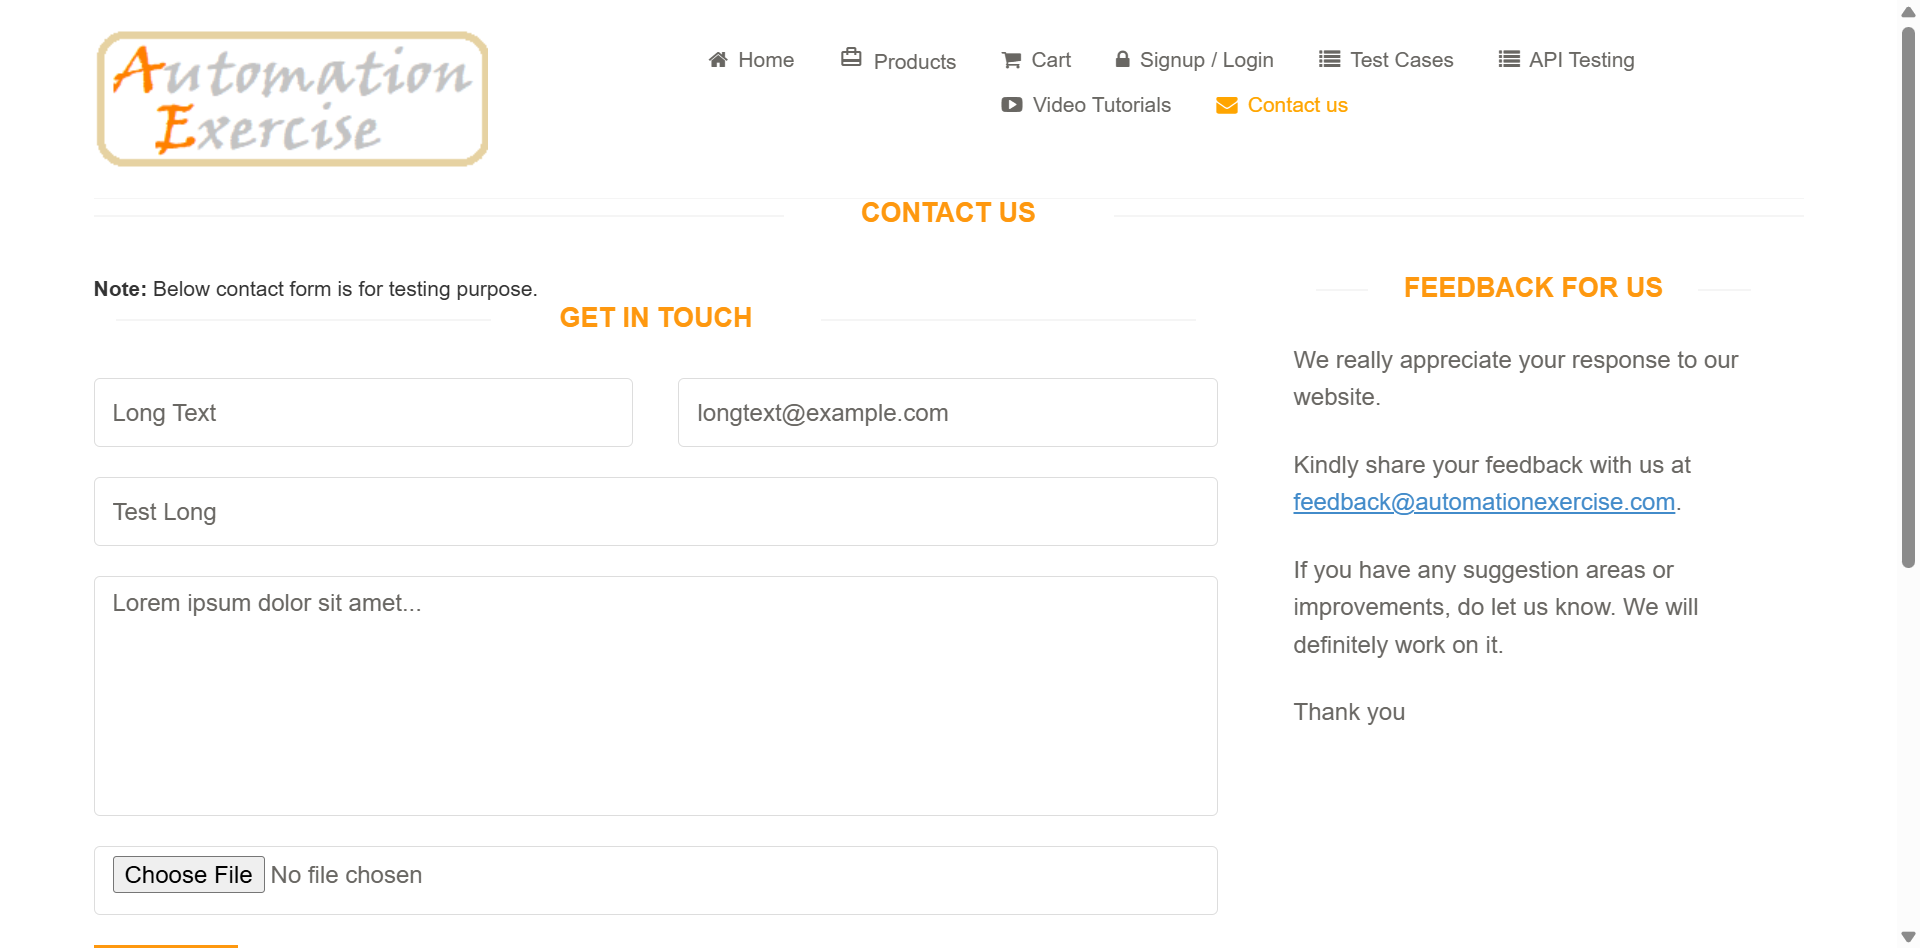 Automation
Exercise
Home
Products
Cart
Signup / Login
Test Cases
API Testing
Video Tutorials
Contact us
CONTACT US
Note: Below contact form is for testing purpose.
GET IN TOUCH
Long Text
longtext@example.com
Test Long
Lorem ipsum dolor sit amet...
Choose File No file chosen
FEEDBACK FOR US
We really appreciate your response to our
website.
Kindly share your feedback with us at
feedback@automationexercise.com.
If you have any suggestion areas or
improvements, do let us know. We will
definitely work on it.
Thank you